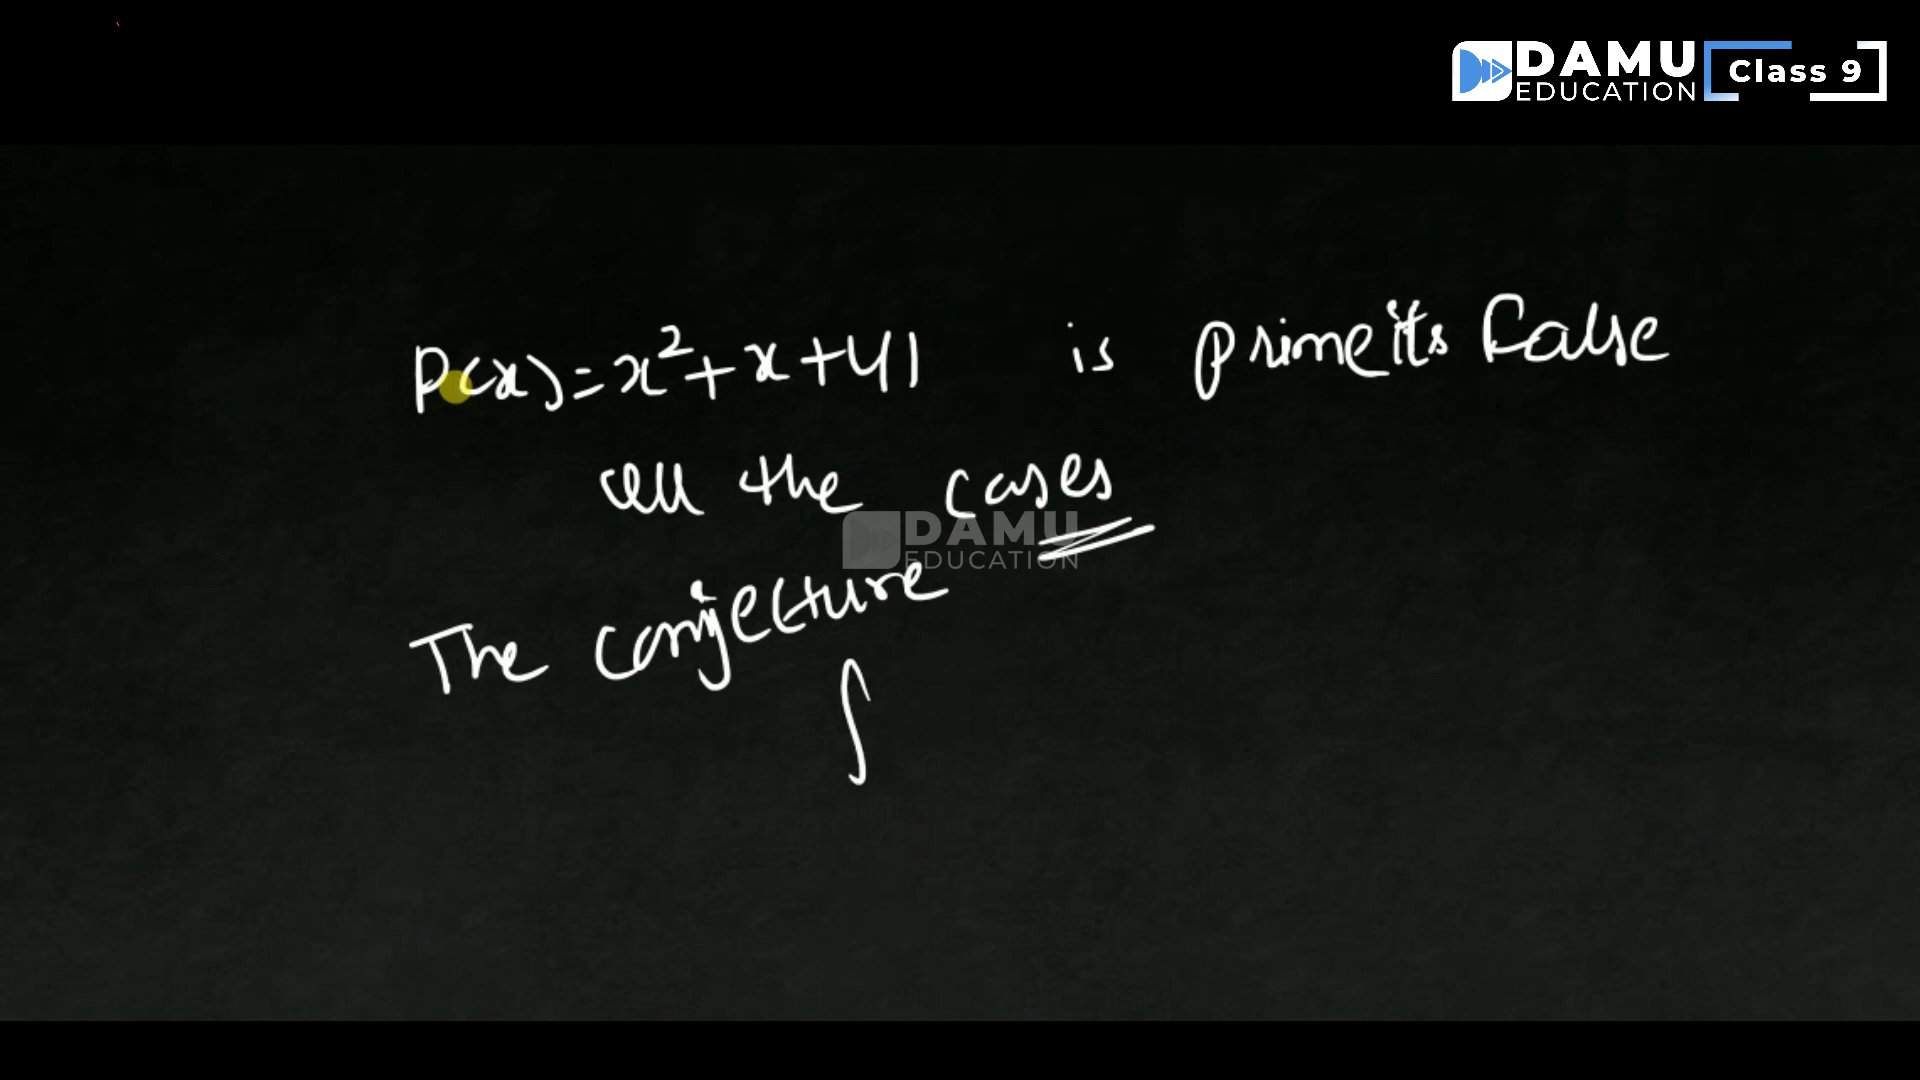 DAMU
EDUCATION
Class 9
P(x)=x²+x+41 is prime its false
all the cases
DAMU
EDUCATION
The conjecture